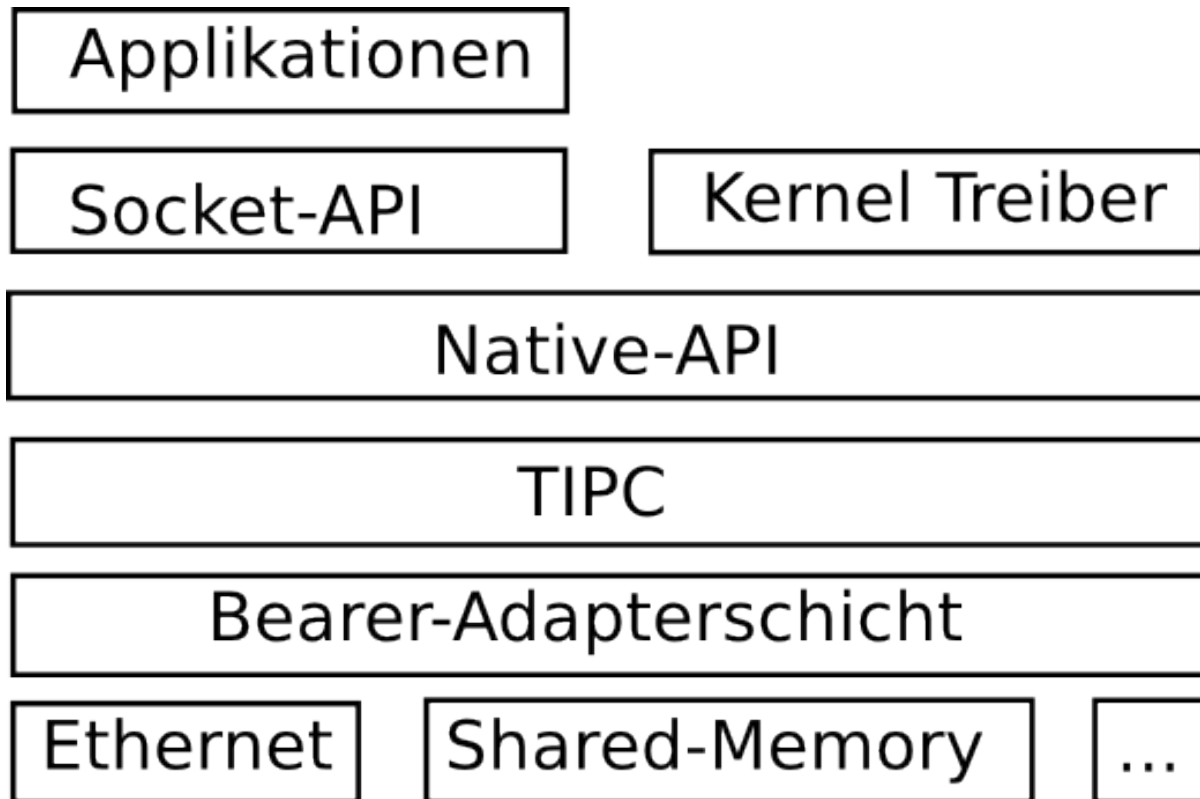 Applikationen
Socket-API
Kernel Treiber
Native-API
TIPC
Bearer-Adapterschicht
Ethernet
Shared-Memory
...